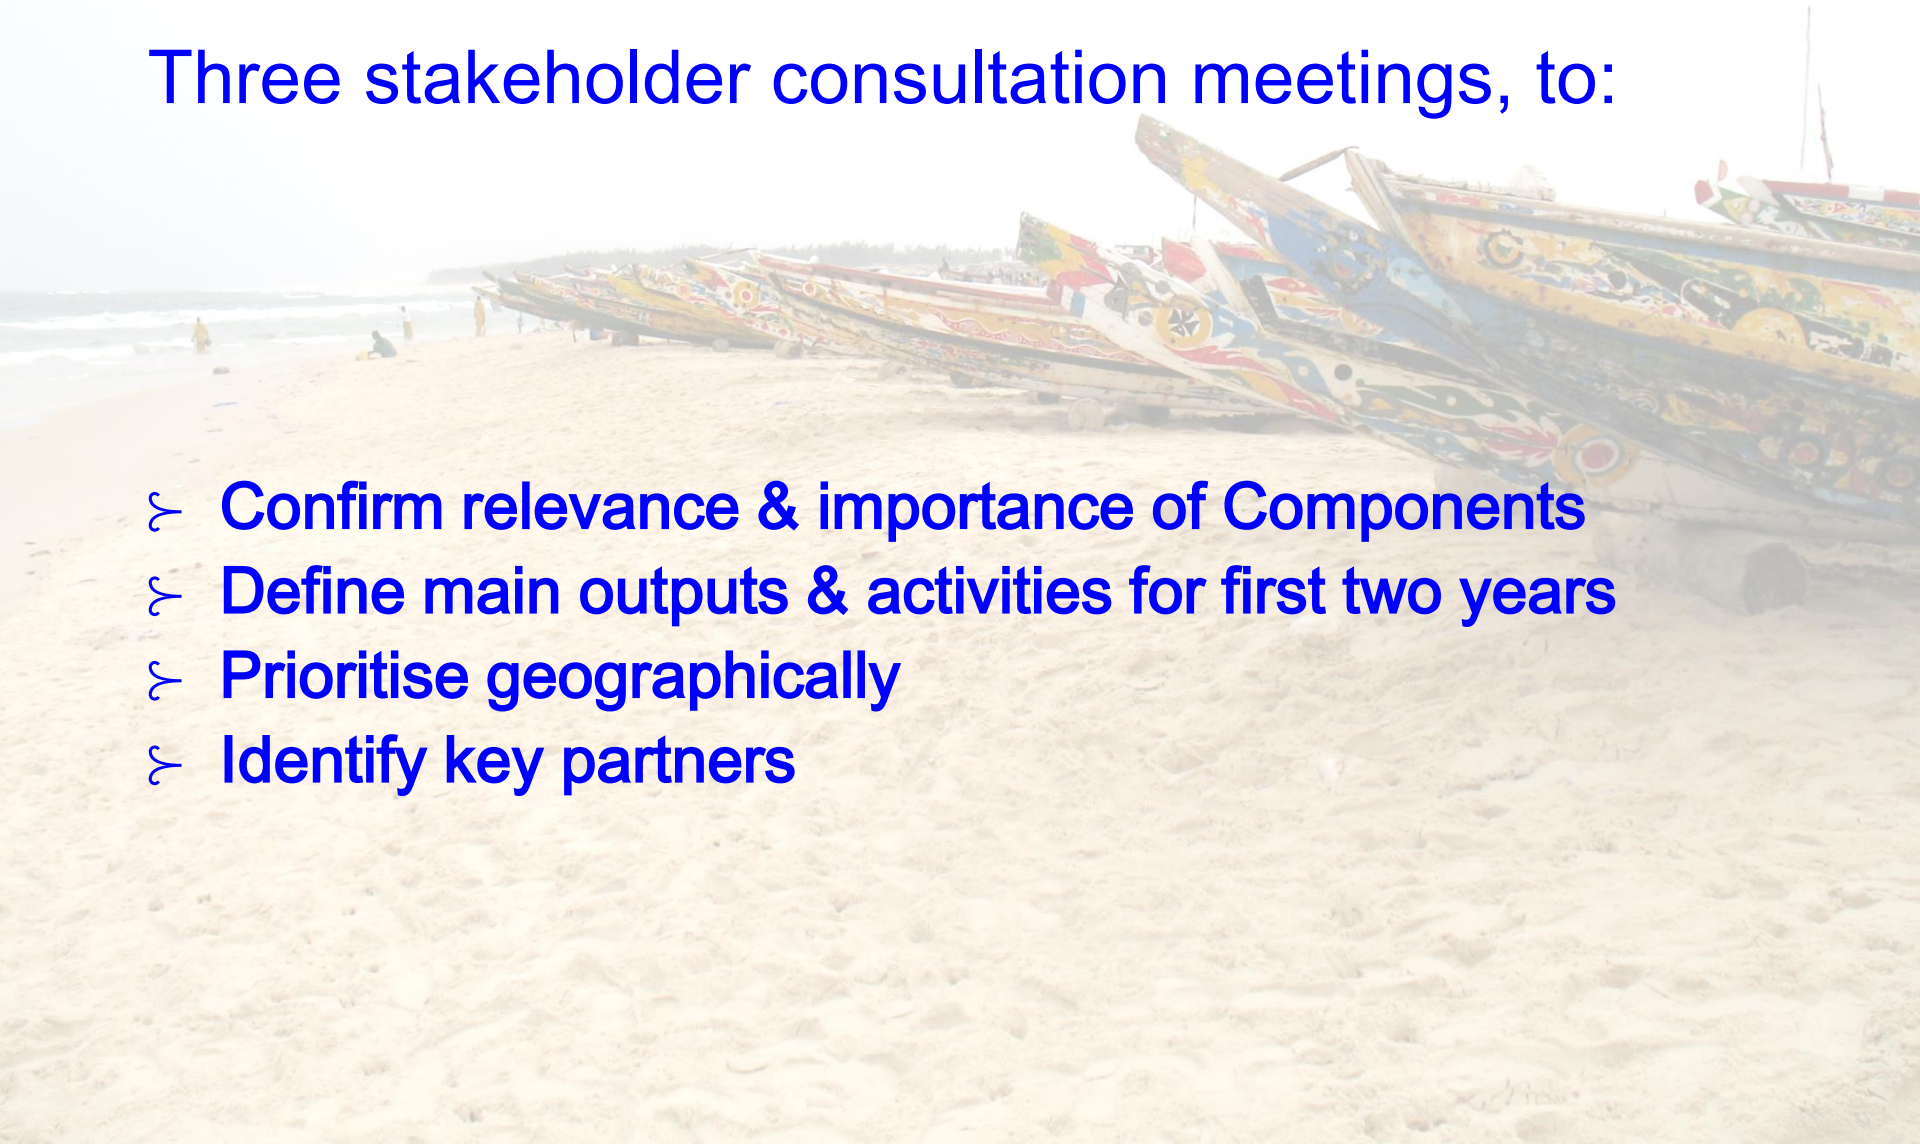 Three stakeholder consultation meetings, to:
⊱ Confirm relevance & importance of Components
⊱ Define main outputs & activities for first two years
⊱ Prioritise geographically
⊱ Identify key partners